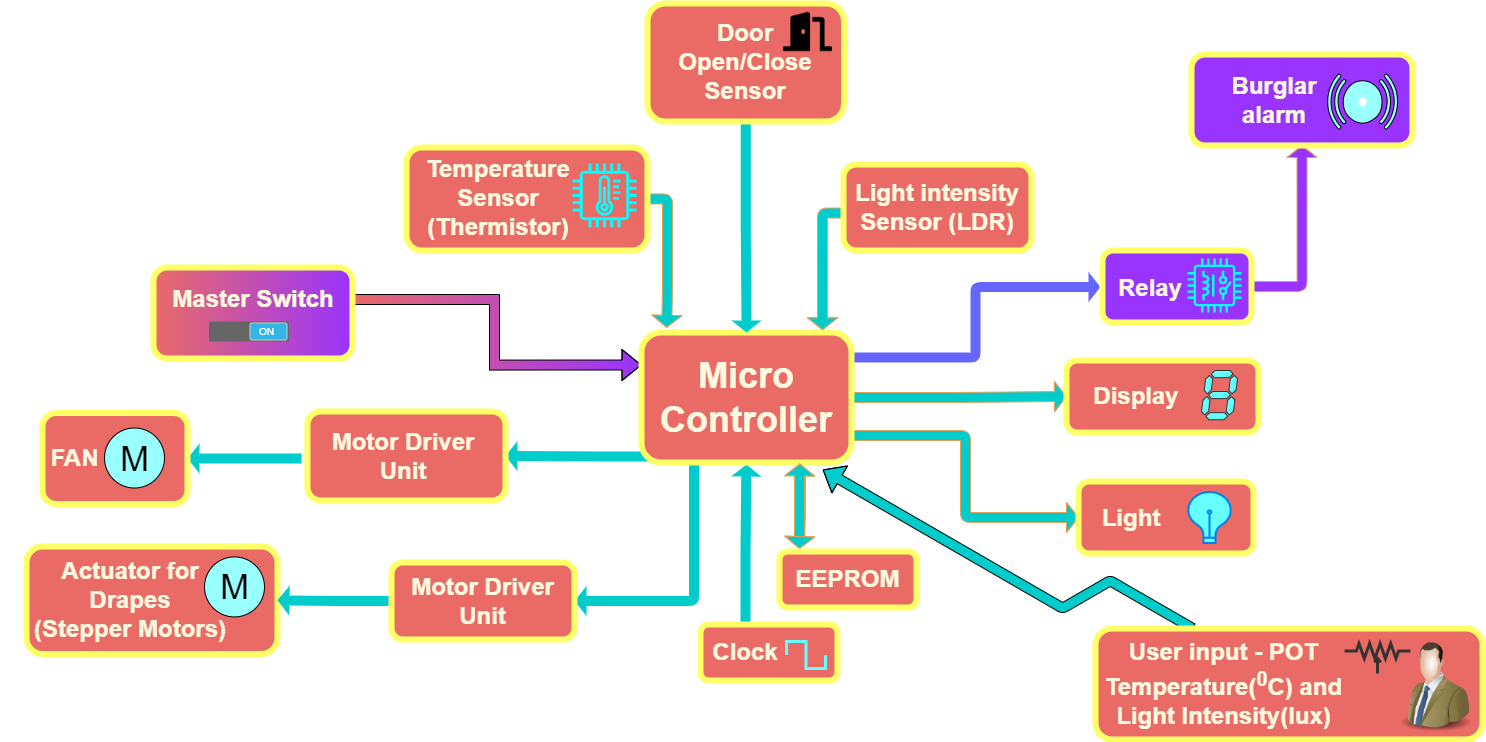 Door
Open/Close
Sensor
Burglar
alarm
Temperature
Sensor
(Thermistor)
Light intensity
Sensor (LDR)
Master Switch
ON
Relay
Micro
Controller
Display
8
FAN
M
Motor Driver
Unit
Light
Actuator for
Drapes
(Stepper Motors)
M
Motor Driver
Unit
EEPROM
Clock
User input - POT
Temperature(⁰C) and
Light Intensity(lux)